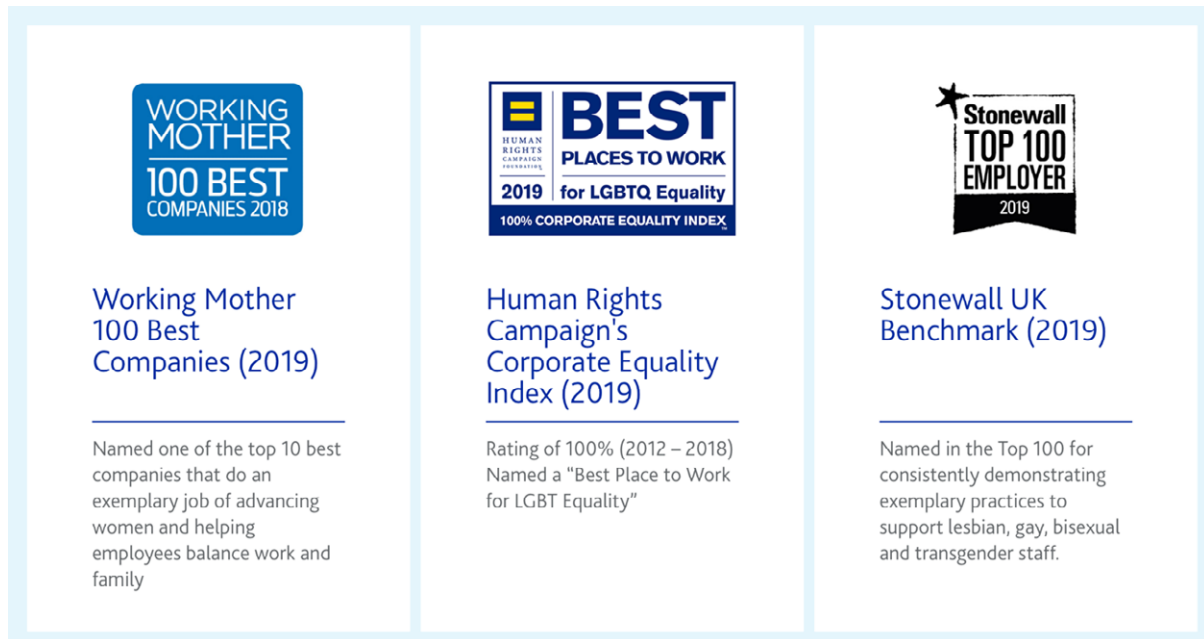 WORKING
MOTHER
100 BEST
COMPANIES 2018
Working Mother
100 Best
Companies (2019)
Named one of the top 10 best
companies that do an
exemplary job of advancing
women and helping
employees balance work and
family
HUMAN
RIGHTS
CAMPAIGN
FOUNDATION
BEST
PLACES TO WORK
2019 for LGBTQ Equality
100% CORPORATE EQUALITY INDEX™
Human Rights
Campaign's
Corporate Equality
Index (2019)
Rating of 100% (2012 – 2018)
Named a “Best Place to Work
for LGBT Equality”
Stonewall
TOP 100
EMPLOYER
2019
Stonewall UK
Benchmark (2019)
Named in the Top 100 for
consistently demonstrating
exemplary practices to
support lesbian, gay, bisexual
and transgender staff.